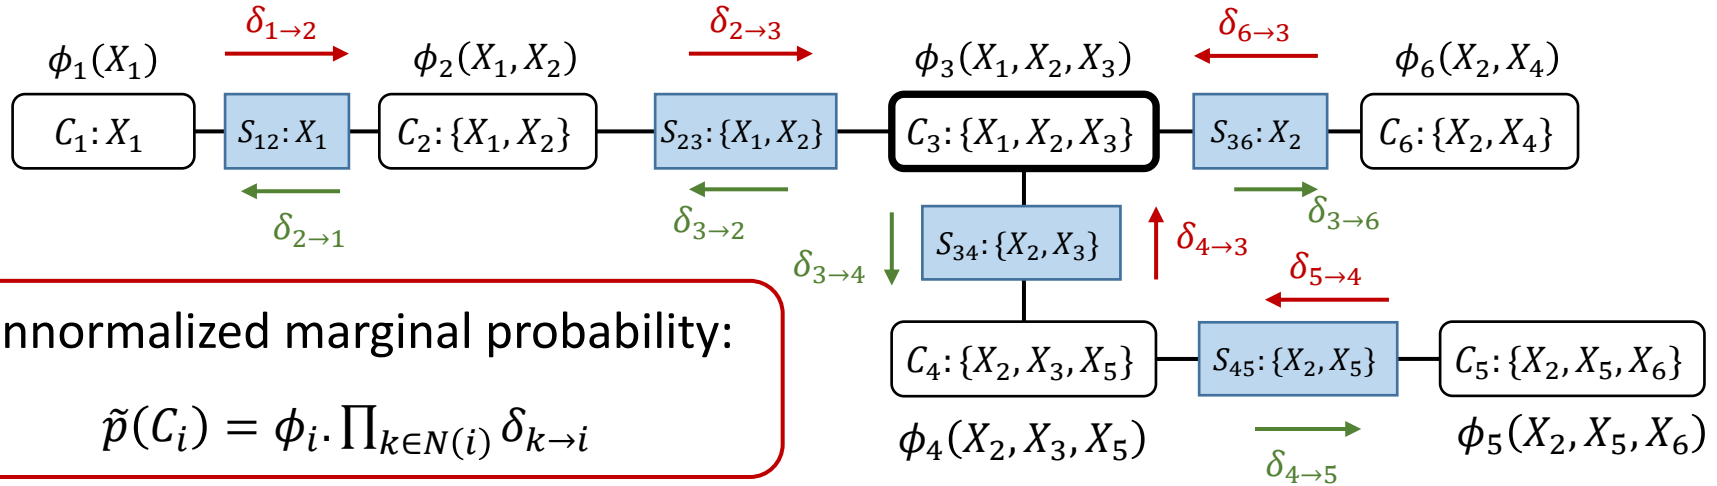 δ₁→₂
δ₂→₃
δ₆→₃
ϕ₁(X₁)
ϕ₂(X₁, X₂)
ϕ₃(X₁, X₂, X₃)
ϕ₆(X₂, X₄)
C₁: X₁
S₁₂: X₁
C₂: {X₁, X₂}
S₂₃: {X₁, X₂}
C₃: {X₁, X₂, X₃}
S₃₆: X₂
C₆: {X₂, X₄}
δ₂→₁
δ₃→₂
δ₃→₆
δ₃→₄
S₃₄: {X₂, X₃}
δ₄→₃
δ₅→₄
nnormalized marginal probability:
p̃(Cᵢ) = ϕᵢ. ∏ₖ∈N(ᵢ) δₖ→ᵢ
C₄: {X₂, X₃, X₅}
S₄₅: {X₂, X₅}
C₅: {X₂, X₅, X₆}
ϕ₄(X₂, X₃, X₅)
δ₄→₅
ϕ₅(X₂, X₅, X₆)